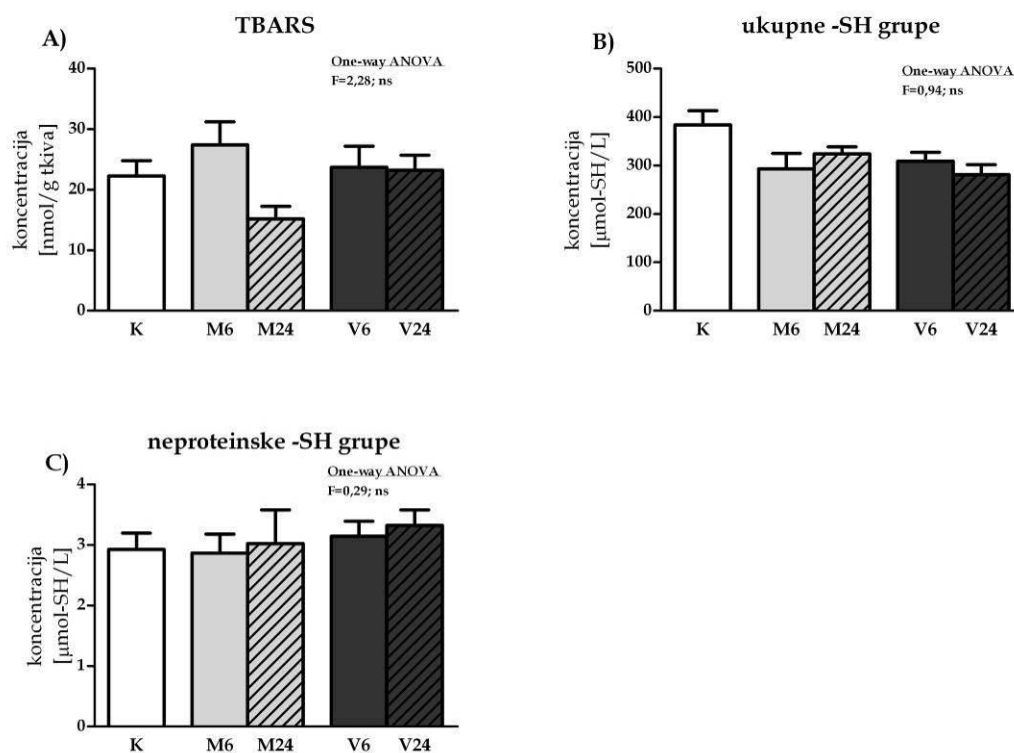 A)
TBARS
One-way ANOVA
F=2,28; ns
koncentracija
[nmol/g tkiva]
40
30
20
10
0
K M6 M24 V6 V24
B)
ukupne -SH grupe
One-way ANOVA
F=0,94; ns
koncentracija
[µmol-SH/L]
500
400
300
200
100
0
K M6 M24 V6 V24
C)
neproteinske -SH grupe
One-way ANOVA
F=0,29; ns
koncentracija
[µmol-SH/L]
4
3
2
1
0
K M6 M24 V6 V24